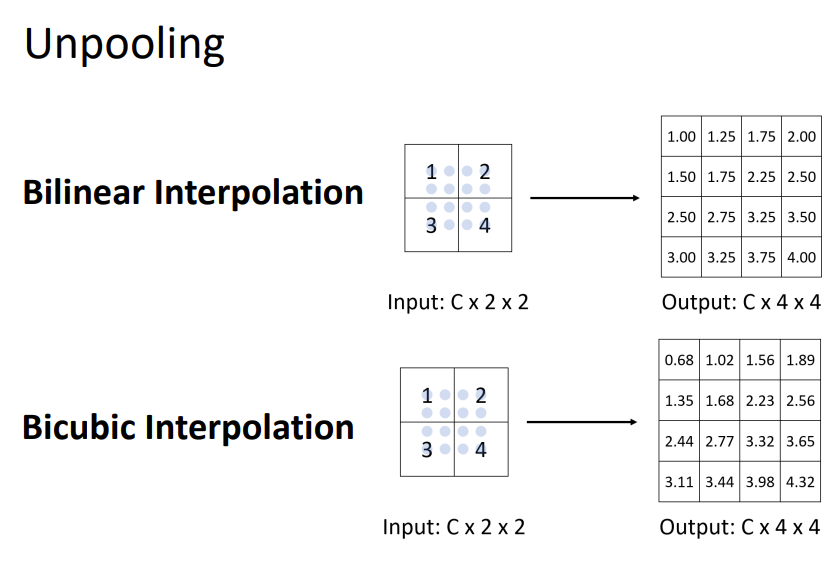 Unpooling
Bilinear Interpolation
1 2
3 4
Input: C x 2 x 2
1.00 1.25 1.75 2.00
1.50 1.75 2.25 2.50
2.50 2.75 3.25 3.50
3.00 3.25 3.75 4.00
Output: C x 4 x 4
Bicubic Interpolation
1 2
3 4
Input: C x 2 x 2
0.68 1.02 1.56 1.89
1.35 1.68 2.23 2.56
2.44 2.77 3.32 3.65
3.11 3.44 3.98 4.32
Output: C x 4 x 4